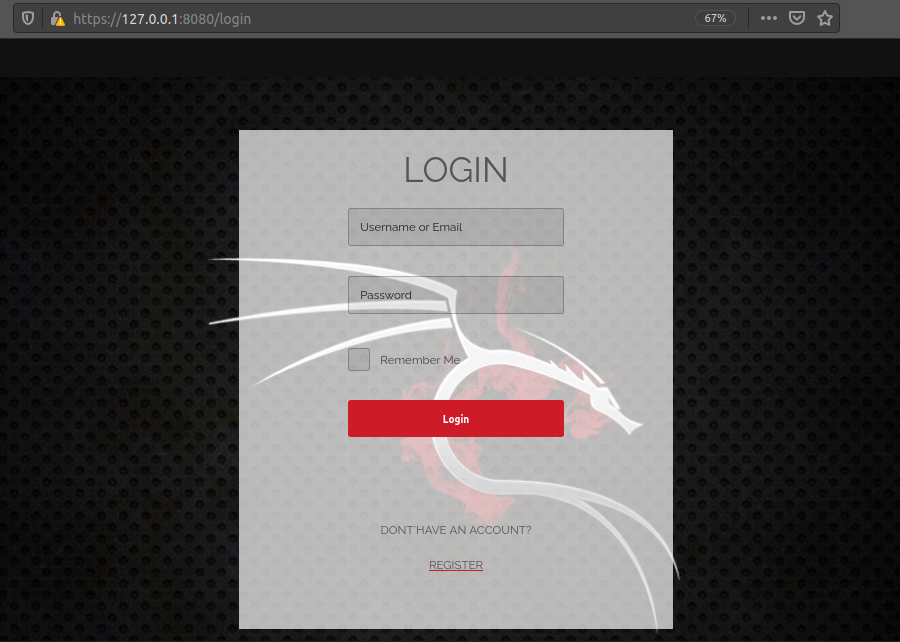 https://127.0.0.1:8080/login
67%
LOGIN
Username or Email
Password
Remember Me
Login
DONT HAVE AN ACCOUNT?
REGISTER